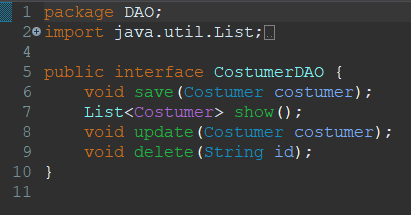 1 package DAO;
2 import java.util.List;
4
5 public interface CostumerDAO {
6 void save(Costumer costumer);
7 List<Costumer> show();
8 void update(Costumer costumer);
9 void delete(String id);
10 }
11